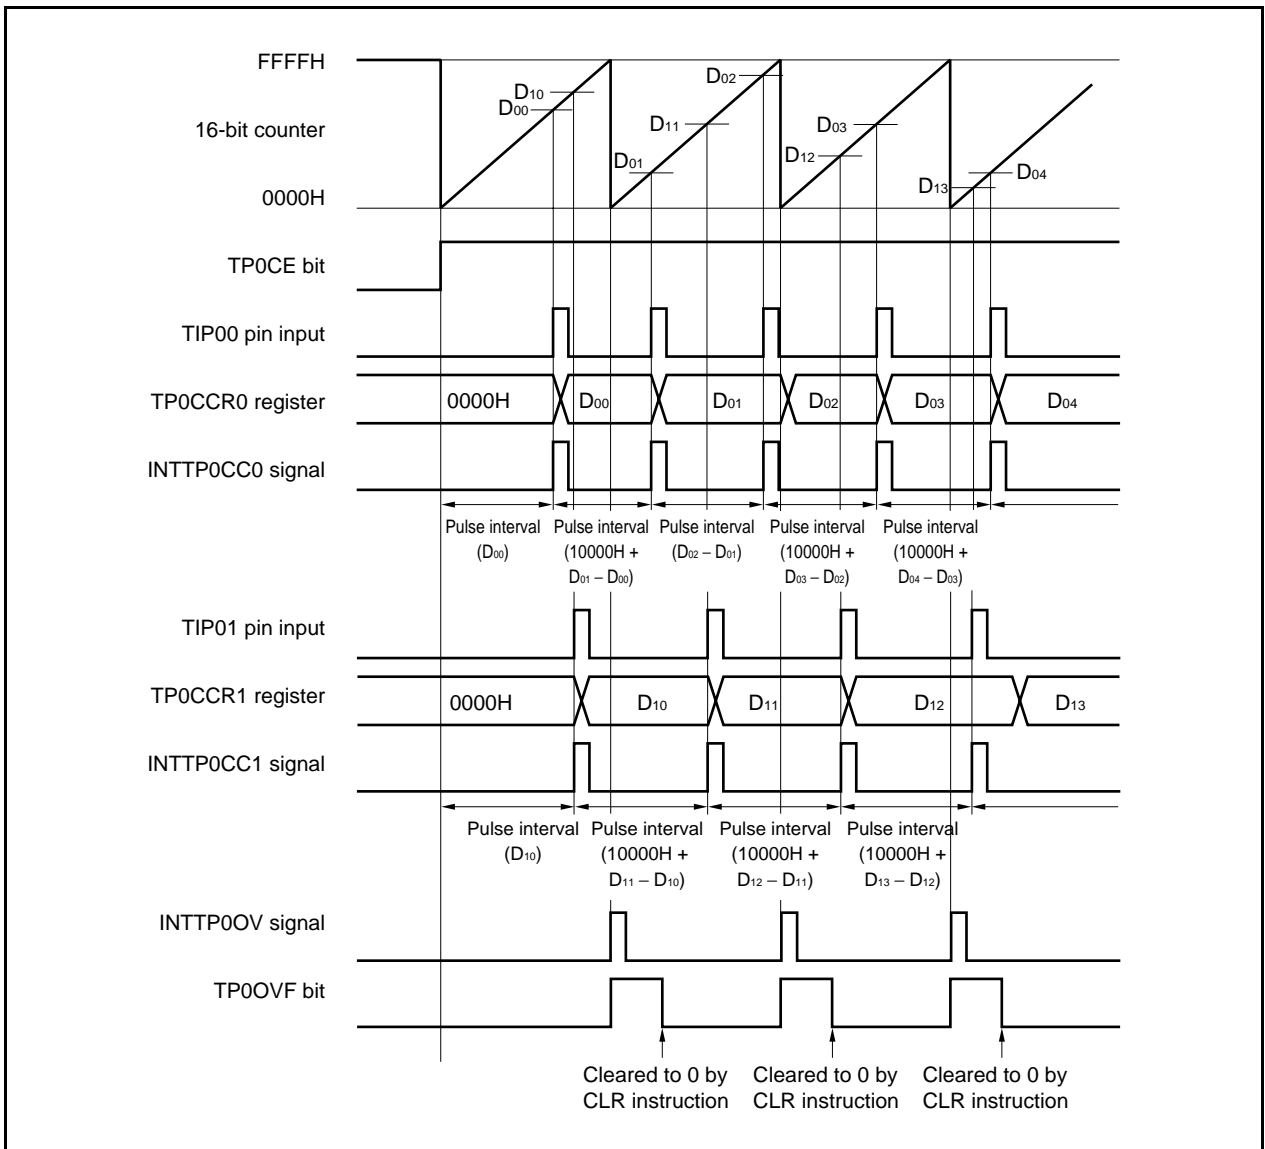 FFFFH
16-bit counter
0000H
D10
D00
D01
D11
D02
D12
D03
D13
D04
TP0CE bit
TIP00 pin input
TP0CCR0 register
0000H D00 D01 D02 D03 D04
INTTP0CC0 signal
Pulse interval
(D00)
Pulse interval
(10000H +
D01 – D00)
Pulse interval
(D02 – D01)
Pulse interval
(10000H +
D03 – D02)
Pulse interval
(10000H +
D04 – D03)
TIP01 pin input
TP0CCR1 register
0000H D10 D11 D12 D13
INTTP0CC1 signal
Pulse interval
(D10)
Pulse interval
(10000H +
D11 – D10)
Pulse interval
(10000H +
D12 – D11)
Pulse interval
(10000H +
D13 – D12)
INTTP0OV signal
TP0OVF bit
Cleared to 0 by
CLR instruction
Cleared to 0 by
CLR instruction
Cleared to 0 by
CLR instruction